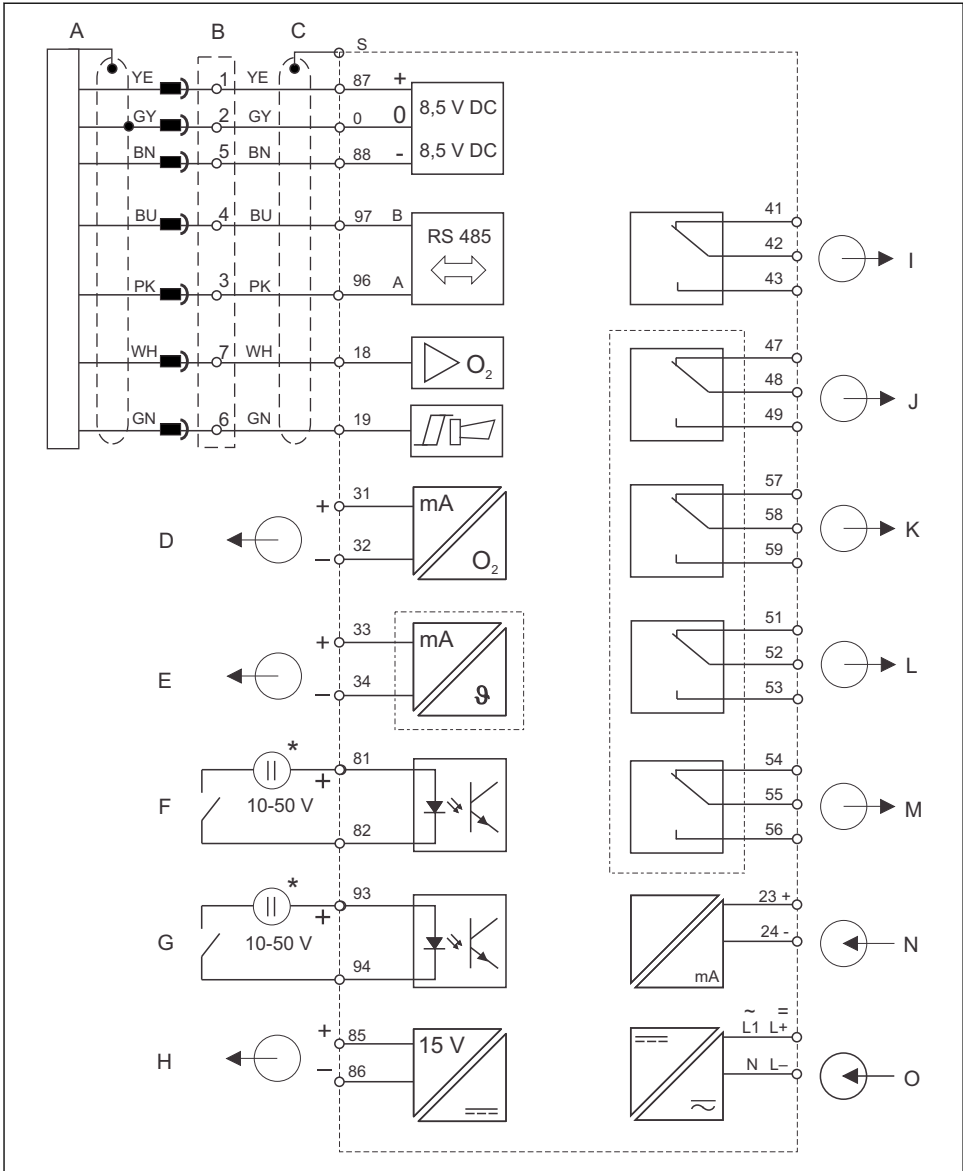 A B C S
YE 1 YE 87 + 8,5 V DC
GY 2 GY 0 0
BN 5 BN 88 - 8,5 V DC
BU 4 BU 97 B RS 485
PK 3 PK 96 A
WH 7 WH 18 O₂
GN 6 GN 19
D + 31 mA
− 32 O₂
E + 33 mA
− 34 ϑ
F * + 81
10-50 V
82
G * + 93
10-50 V
94
H + 85 15 V
− 86
41
42 I
43
47
48 J
49
57
58 K
59
51
52 L
53
54
55 M
56
23 +
24 - N
mA
~ =
L1 L+
N L– O